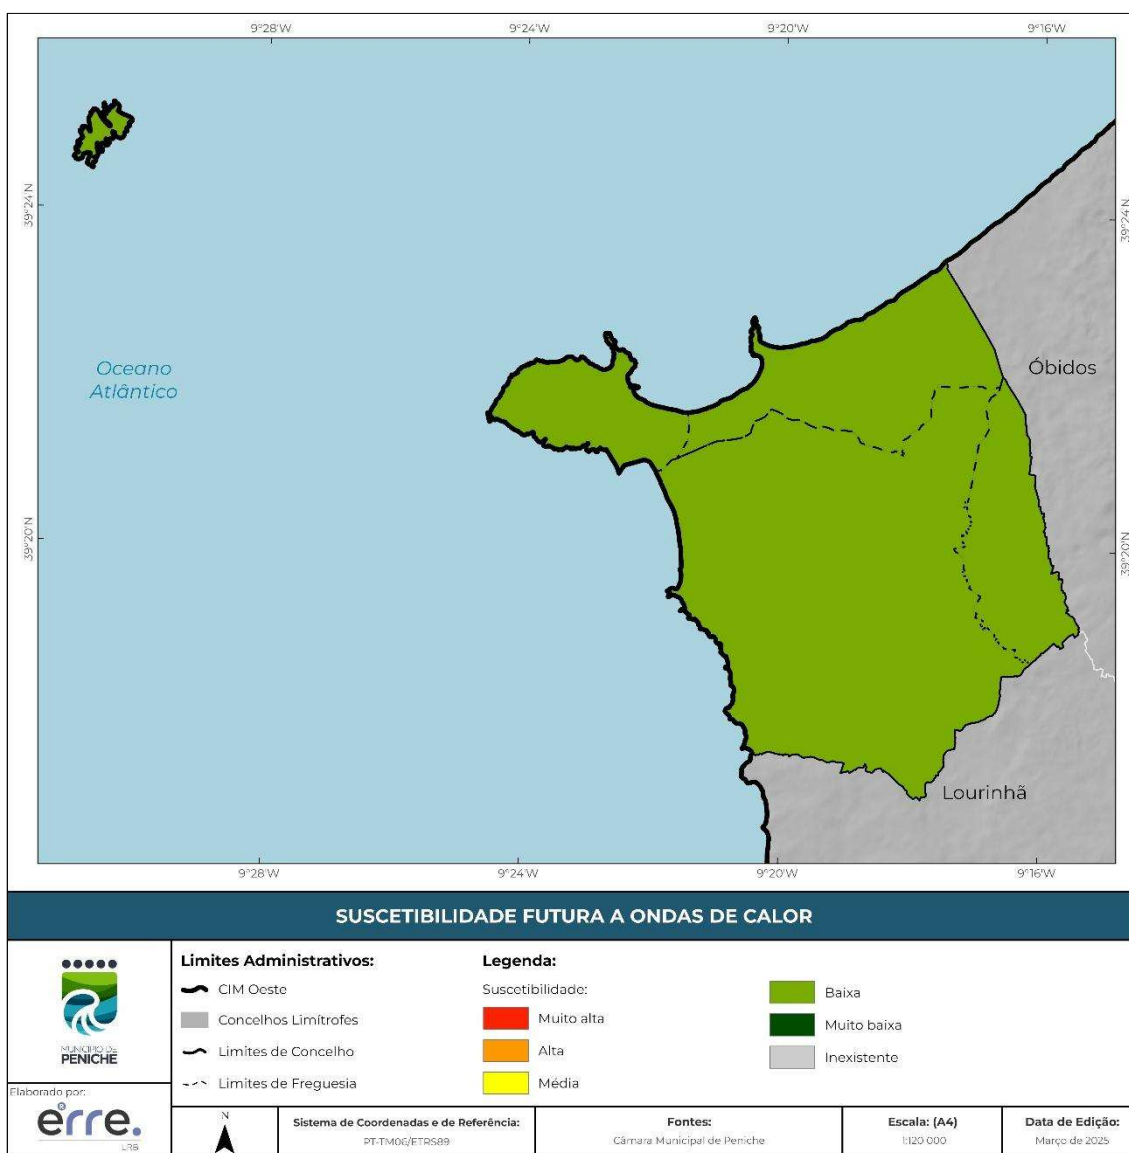 9°28'W
9°24'W
9°20'W
9°16'W
39°24'N
39°24'N
Oceano
Atlântico
Óbidos
39°20'N
39°20'N
Lourinhã
9°28'W
9°24'W
9°20'W
9°16'W
SUSCETIBILIDADE FUTURA A ONDAS DE CALOR
MUNICÍPIO DE
PENICHE
Limites Administrativos:
CIM Oeste
Concelhos Limítrofes
Limites de Concelho
Limites de Freguesia
Legenda:
Suscetibilidade:
Muito alta
Alta
Média
Baixa
Muito baixa
Inexistente
Elaborado por:
érre.
LRB
N
Sistema de Coordenadas e de Referência:
PT-TM06/ETRS89
Fontes:
Câmara Municipal de Peniche
Escala: (A4)
1:120 000
Data de Edição:
Março de 2025